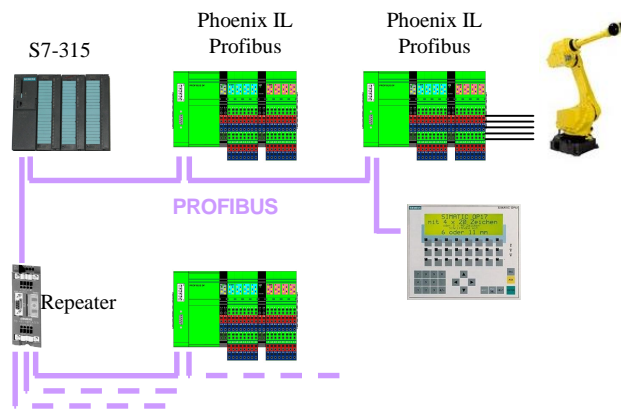 S7-315
Phoenix IL
Profibus
Phoenix IL
Profibus
PROFIBUS
SIMATIC OP17
mit 4 x 20 Zeichen
6 oder 11 mm
Repeater